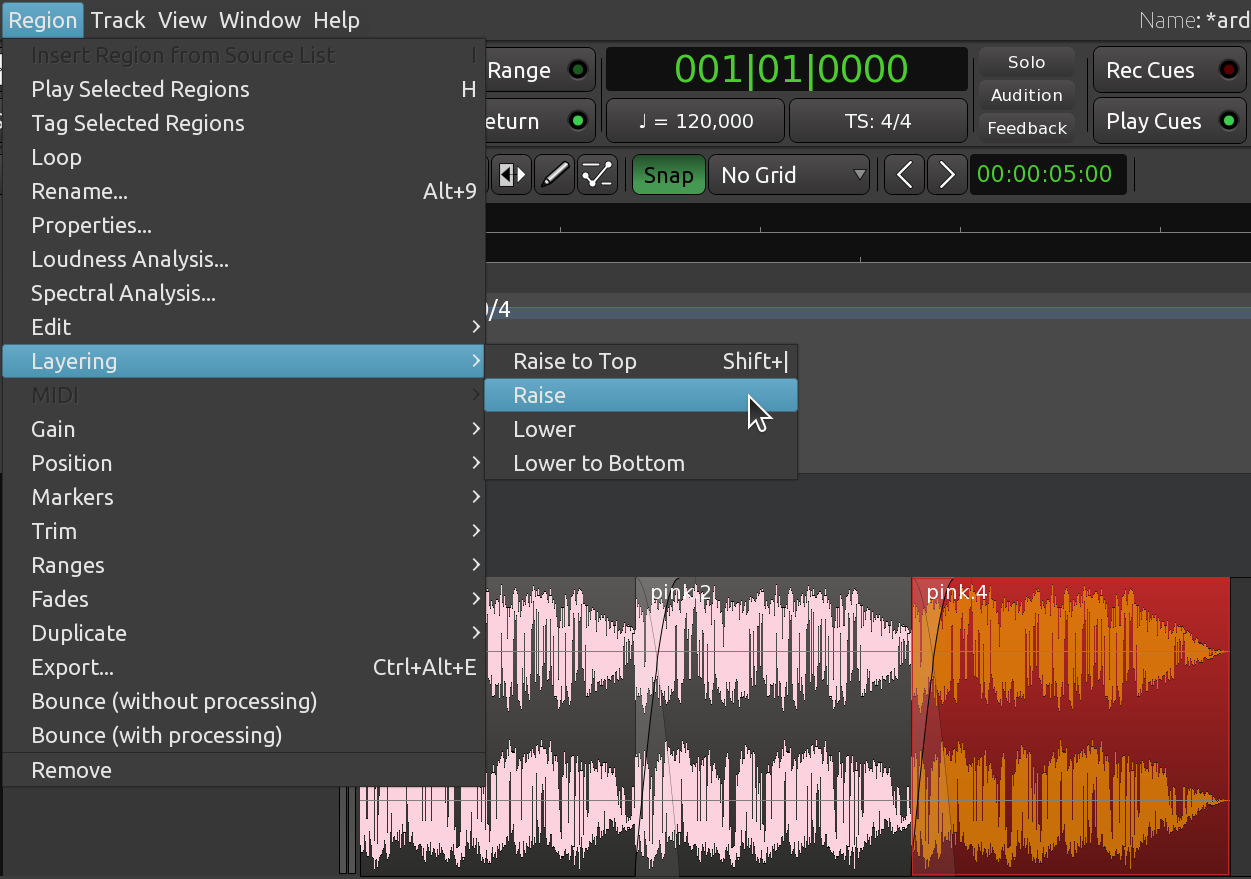 Region Track View Window Help
Name: *ard
Insert Region from Source List I
Play Selected Regions H
Tag Selected Regions
Loop
Rename... Alt+9
Properties...
Loudness Analysis...
Spectral Analysis...
Edit
Layering
MIDI
Gain
Position
Markers
Trim
Ranges
Fades
Duplicate
Export... Ctrl+Alt+E
Bounce (without processing)
Bounce (with processing)
Remove
Raise to Top Shift+|
Raise
Lower
Lower to Bottom
Range
eturn
001|01|0000
♩ = 120,000
TS: 4/4
Solo
Audition
Feedback
Rec Cues
Play Cues
Snap
No Grid
00:00:05:00
/4
pink.2
pink.4